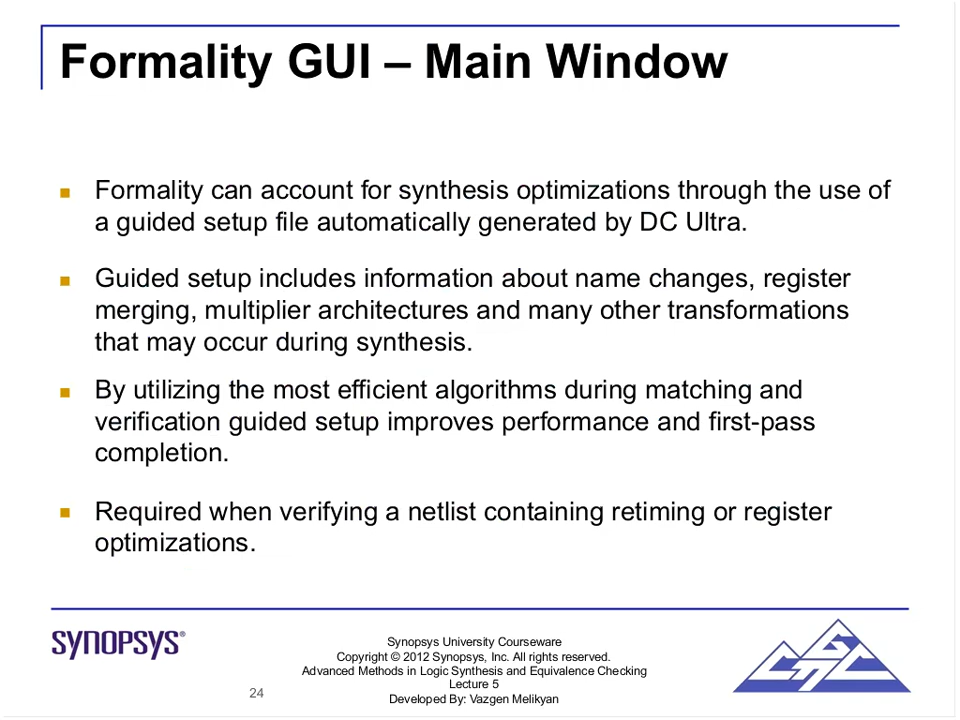 Formality GUI – Main Window
Formality can account for synthesis optimizations through the use of
a guided setup file automatically generated by DC Ultra.
Guided setup includes information about name changes, register
merging, multiplier architectures and many other transformations
that may occur during synthesis.
By utilizing the most efficient algorithms during matching and
verification guided setup improves performance and first-pass
completion.
Required when verifying a netlist containing retiming or register
optimizations.
SYNOPSYS®
Synopsys University Courseware
Copyright © 2012 Synopsys, Inc. All rights reserved.
Advanced Methods in Logic Synthesis and Equivalence Checking
Lecture 5
Developed By: Vazgen Melikyan
24